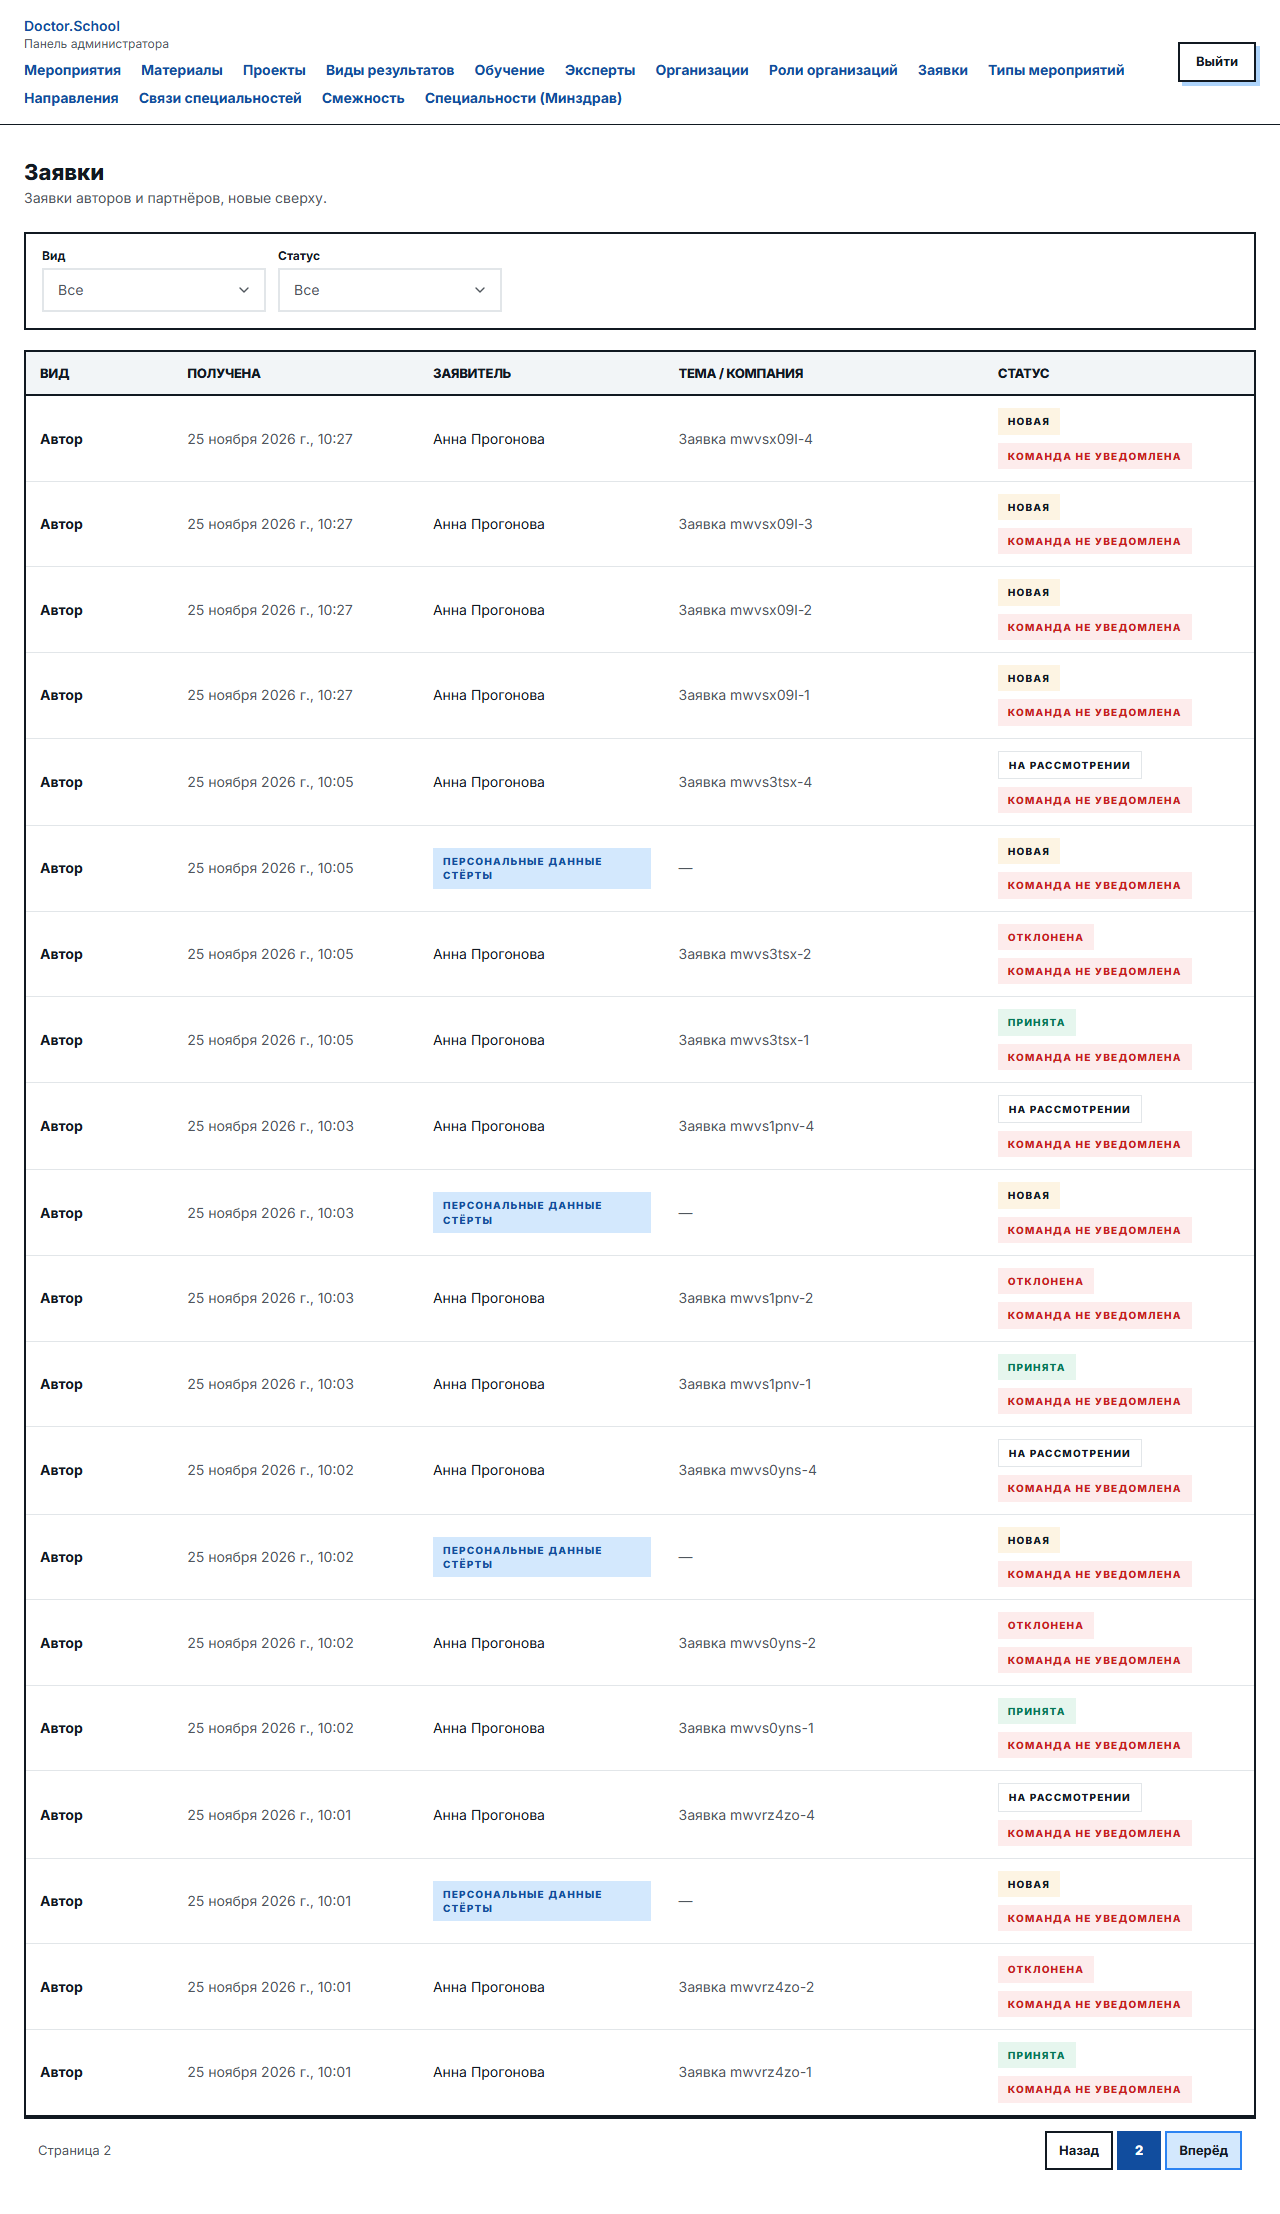 Doctor.School
Панель администратора
Мероприятия Материалы Проекты Виды результатов Обучение Эксперты Организации Роли организаций Заявки Типы мероприятий
Направления Связи специальностей Смежность Специальности (Минздрав)
Выйти
Заявки
Заявки авторов и партнёров, новые сверху.
Вид Статус
Все Все
ВИД ПОЛУЧЕНА ЗАЯВИТЕЛЬ ТЕМА / КОМПАНИЯ СТАТУС
Автор 25 ноября 2026 г., 10:27 Анна Прогонова Заявка mwvsx09l-4 НОВАЯ
КОМАНДА НЕ УВЕДОМЛЕНА
Автор 25 ноября 2026 г., 10:27 Анна Прогонова Заявка mwvsx09l-3 НОВАЯ
КОМАНДА НЕ УВЕДОМЛЕНА
Автор 25 ноября 2026 г., 10:27 Анна Прогонова Заявка mwvsx09l-2 НОВАЯ
КОМАНДА НЕ УВЕДОМЛЕНА
Автор 25 ноября 2026 г., 10:27 Анна Прогонова Заявка mwvsx09l-1 НОВАЯ
КОМАНДА НЕ УВЕДОМЛЕНА
Автор 25 ноября 2026 г., 10:05 Анна Прогонова Заявка mwvs3tsx-4 НА РАССМОТРЕНИИ
КОМАНДА НЕ УВЕДОМЛЕНА
Автор 25 ноября 2026 г., 10:05 ПЕРСОНАЛЬНЫЕ ДАННЫЕ — НОВАЯ
СТЁРТЫ КОМАНДА НЕ УВЕДОМЛЕНА
Автор 25 ноября 2026 г., 10:05 Анна Прогонова Заявка mwvs3tsx-2 ОТКЛОНЕНА
КОМАНДА НЕ УВЕДОМЛЕНА
Автор 25 ноября 2026 г., 10:05 Анна Прогонова Заявка mwvs3tsx-1 ПРИНЯТА
КОМАНДА НЕ УВЕДОМЛЕНА
Автор 25 ноября 2026 г., 10:03 Анна Прогонова Заявка mwvs1pnv-4 НА РАССМОТРЕНИИ
КОМАНДА НЕ УВЕДОМЛЕНА
Автор 25 ноября 2026 г., 10:03 ПЕРСОНАЛЬНЫЕ ДАННЫЕ — НОВАЯ
СТЁРТЫ КОМАНДА НЕ УВЕДОМЛЕНА
Автор 25 ноября 2026 г., 10:03 Анна Прогонова Заявка mwvs1pnv-2 ОТКЛОНЕНА
КОМАНДА НЕ УВЕДОМЛЕНА
Автор 25 ноября 2026 г., 10:03 Анна Прогонова Заявка mwvs1pnv-1 ПРИНЯТА
КОМАНДА НЕ УВЕДОМЛЕНА
Автор 25 ноября 2026 г., 10:02 Анна Прогонова Заявка mwvs0yns-4 НА РАССМОТРЕНИИ
КОМАНДА НЕ УВЕДОМЛЕНА
Автор 25 ноября 2026 г., 10:02 ПЕРСОНАЛЬНЫЕ ДАННЫЕ — НОВАЯ
СТЁРТЫ КОМАНДА НЕ УВЕДОМЛЕНА
Автор 25 ноября 2026 г., 10:02 Анна Прогонова Заявка mwvs0yns-2 ОТКЛОНЕНА
КОМАНДА НЕ УВЕДОМЛЕНА
Автор 25 ноября 2026 г., 10:02 Анна Прогонова Заявка mwvs0yns-1 ПРИНЯТА
КОМАНДА НЕ УВЕДОМЛЕНА
Автор 25 ноября 2026 г., 10:01 Анна Прогонова Заявка mwvrz4zo-4 НА РАССМОТРЕНИИ
КОМАНДА НЕ УВЕДОМЛЕНА
Автор 25 ноября 2026 г., 10:01 ПЕРСОНАЛЬНЫЕ ДАННЫЕ — НОВАЯ
СТЁРТЫ КОМАНДА НЕ УВЕДОМЛЕНА
Автор 25 ноября 2026 г., 10:01 Анна Прогонова Заявка mwvrz4zo-2 ОТКЛОНЕНА
КОМАНДА НЕ УВЕДОМЛЕНА
Автор 25 ноября 2026 г., 10:01 Анна Прогонова Заявка mwvrz4zo-1 ПРИНЯТА
КОМАНДА НЕ УВЕДОМЛЕНА
Страница 2 Назад 2 Вперёд